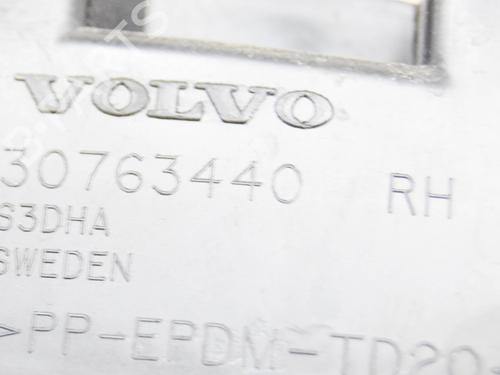 VOLVO
30763440 RH
S3DHA
SWEDEN
>PP-EPDM-TD20